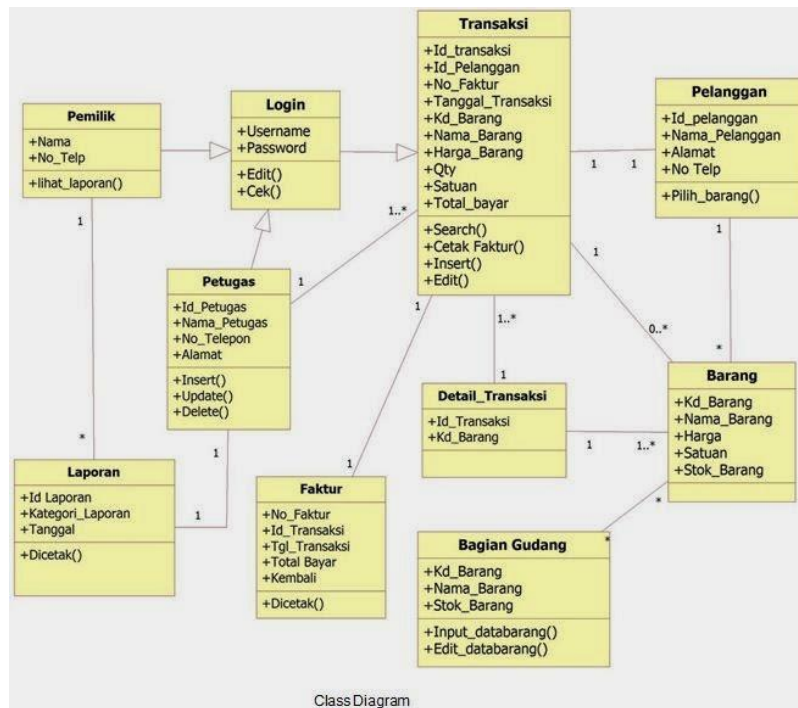 Transaksi
+Id_transaksi
+Id_Pelanggan
+No_Faktur
+Tanggal_Transaksi
+Kd_Barang
+Nama_Barang
+Harga_Barang
+Qty
+Satuan
+Total_bayar
+Search()
+Cetak Faktur()
+Insert()
+Edit()
Pemilik
+Nama
+No_Telp
+lihat_laporan()
Login
+Username
+Password
+Edit()
+Cek()
Pelanggan
+Id_pelanggan
+Nama_Pelanggan
+Alamat
+No Telp
+Pilih_barang()
1
1
1..*
1
1
1
1
1
0..*
*
Petugas
+Id_Petugas
+Nama_Petugas
+No_Telepon
+Alamat
+Insert()
+Update()
+Delete()
1..*
1
Detail_Transaksi
+Id_Transaksi
+Kd_Barang
1
1..*
Barang
+Kd_Barang
+Nama_Barang
+Harga
+Satuan
+Stok_Barang
*
1
1
Laporan
+Id Laporan
+Kategori_Laporan
+Tanggal
+Dicetak()
1
Faktur
+No_Faktur
+Id_Transaksi
+Tgl_Transaksi
+Total Bayar
+Kembali
+Dicetak()
*
*
Bagian Gudang
+Kd_Barang
+Nama_Barang
+Stok_Barang
+Input_databarang()
+Edit_databarang()
Class Diagram